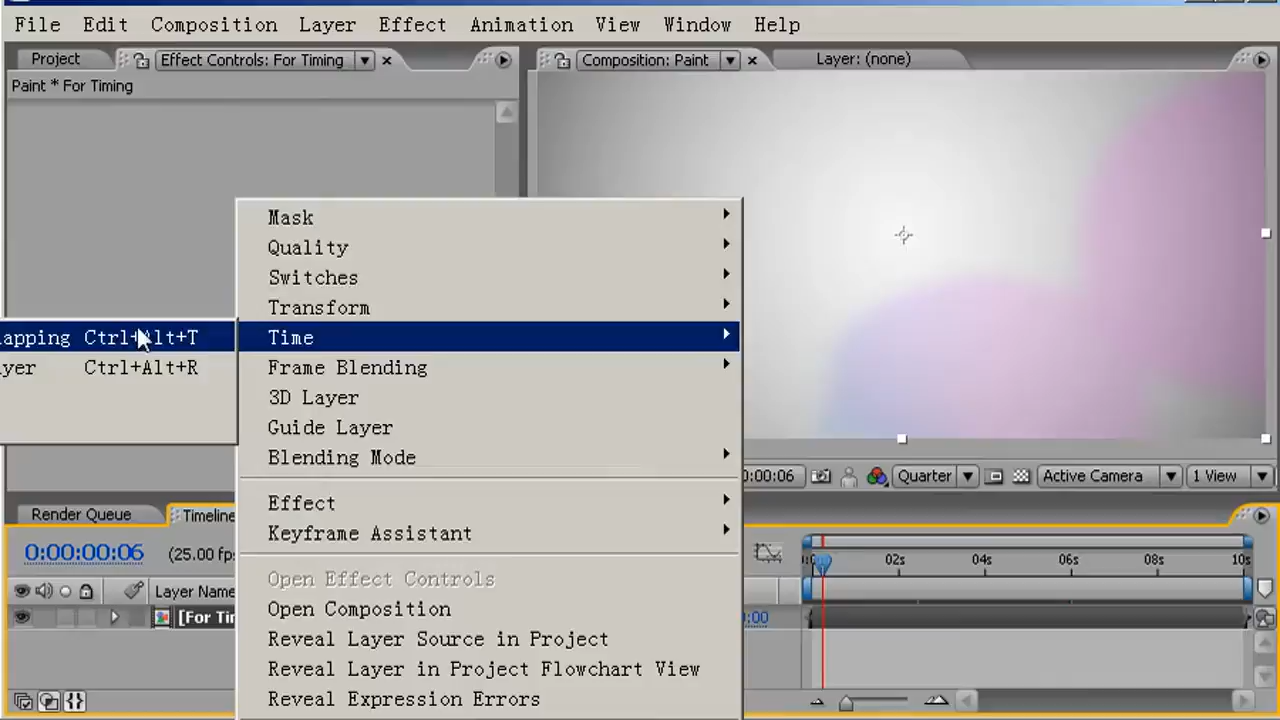 File Edit Composition Layer Effect Animation View Window Help
Project Effect Controls: For Timing
Composition: Paint Layer: (none)
Paint * For Timing
Mask
Quality
Switches
Transform
Time
Frame Blending
3D Layer
Guide Layer
Blending Mode
Effect
Keyframe Assistant
Open Effect Controls
Open Composition
Reveal Layer Source in Project
Reveal Layer in Project Flowchart View
Reveal Expression Errors
apping Ctrl+Alt+T
yer Ctrl+Alt+R
0:00:06 Quarter Active Camera 1 View
Render Queue Timeline
0:00:00:06 (25.00 fp
02s 04s 06s 08s 10s
Layer Name
[For Ti
:00